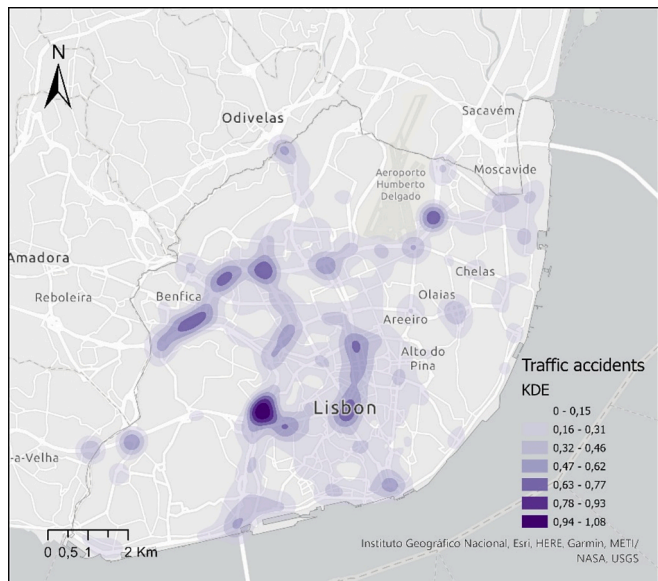 N
Odivelas
Sacavém
Moscavide
Aeroporto
Humberto
Delgado
Amadora
Reboleira
Benfica
Chelas
Olaias
Areeiro
Alto do
Pina
Lisbon
-a-Velha
Traffic accidents
KDE
0 - 0,15
0,16 - 0,31
0,32 - 0,46
0,47 - 0,62
0,63 - 0,77
0,78 - 0,93
0,94 - 1,08
0 0,5 1 2 Km
Instituto Geográfico Nacional, Esri, HERE, Garmin, METI/
NASA, USGS